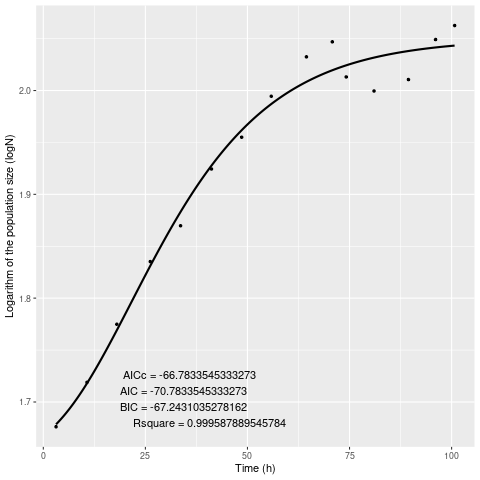 Logarithm of the population size (logN)
2.0
1.9
1.8
1.7
AICc = -66.7833545333273
AIC = -70.7833545333273
BIC = -67.2431035278162
Rsquare = 0.999587889545784
0 25 50 75 100
Time (h)